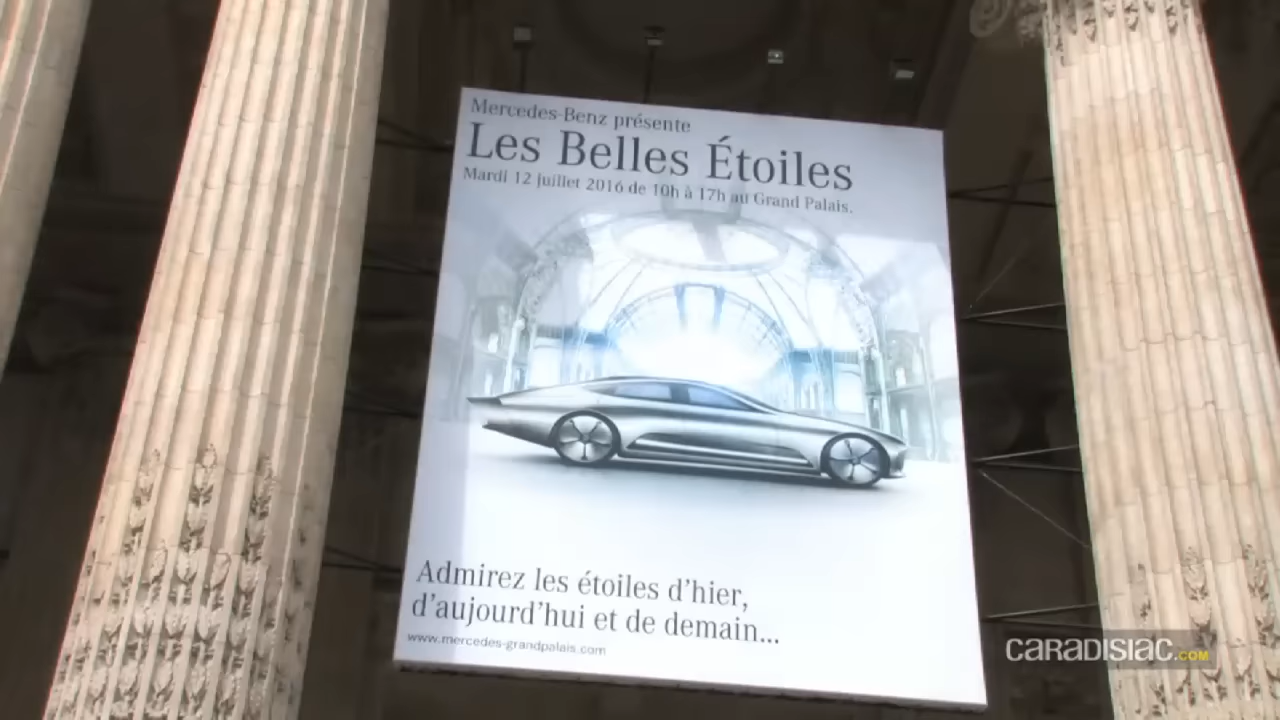 Mercedes-Benz présente
Les Belles Étoiles
Mardi 12 juillet 2016 de 10h à 17h au Grand Palais.
Admirez les étoiles d'hier,
d'aujourd'hui et de demain...
www.mercedes-grandpalais.com
CARADISIAC.COM